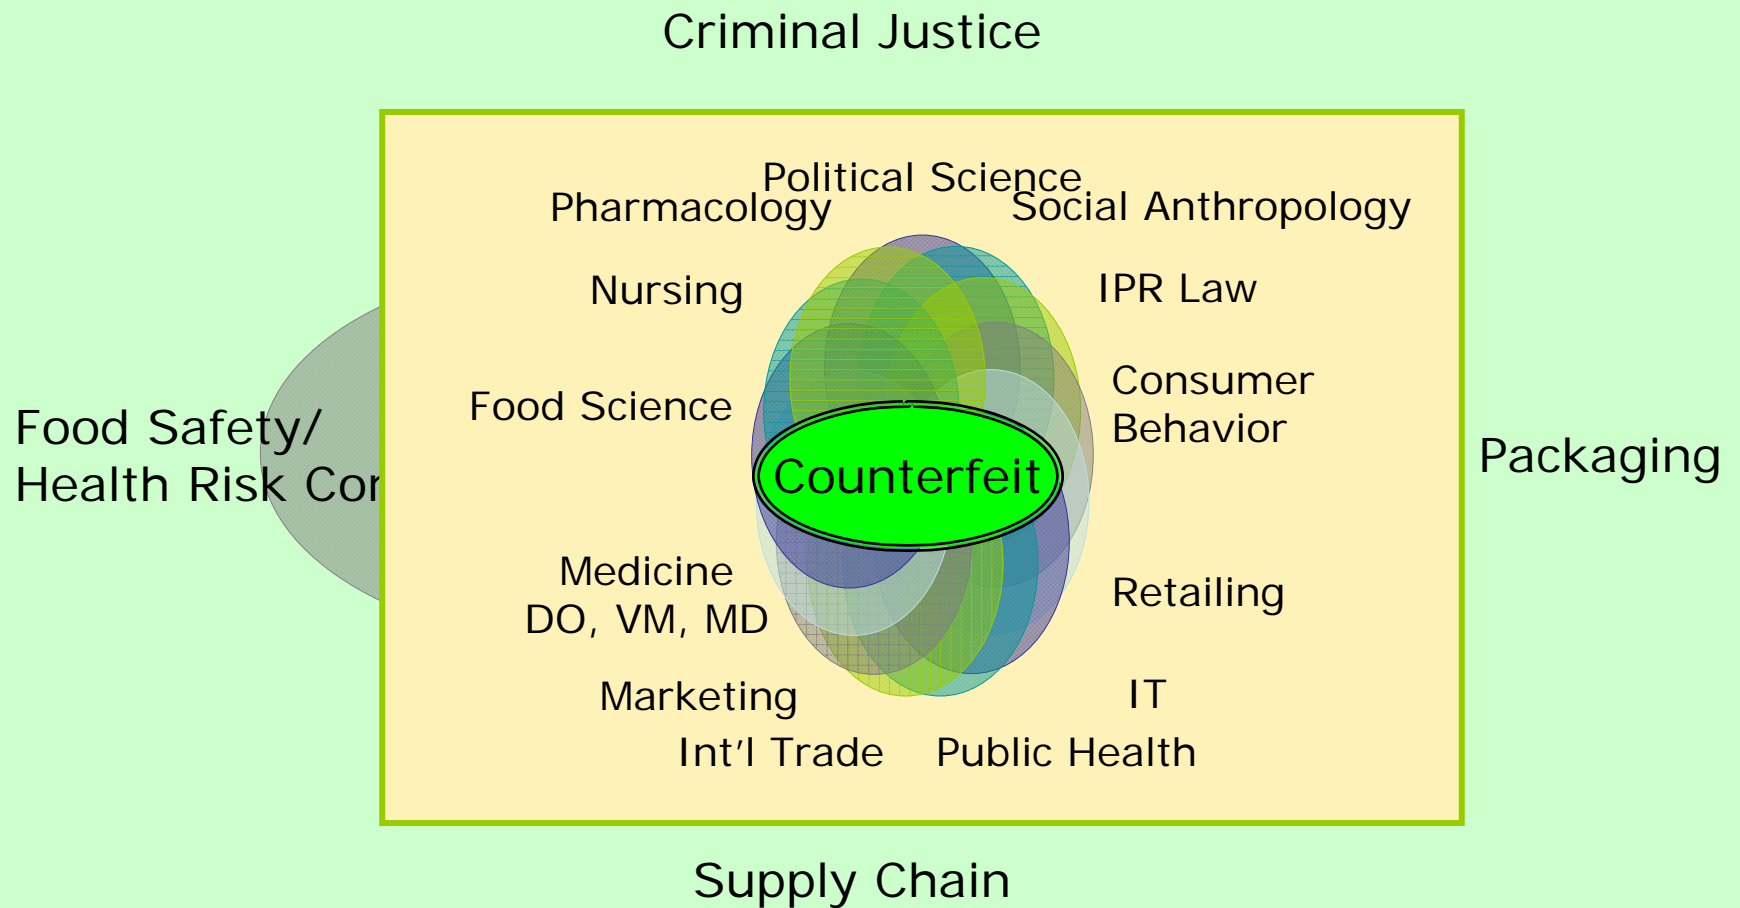 Criminal Justice
Political Science
Pharmacology
Social Anthropology
Nursing
IPR Law
Food Science
Consumer
Behavior
Food Safety/
Health Risk
Packaging
Counterfeit
Medicine
DO, VM, MD
Retailing
Marketing
IT
Int'l Trade
Public Health
Supply Chain